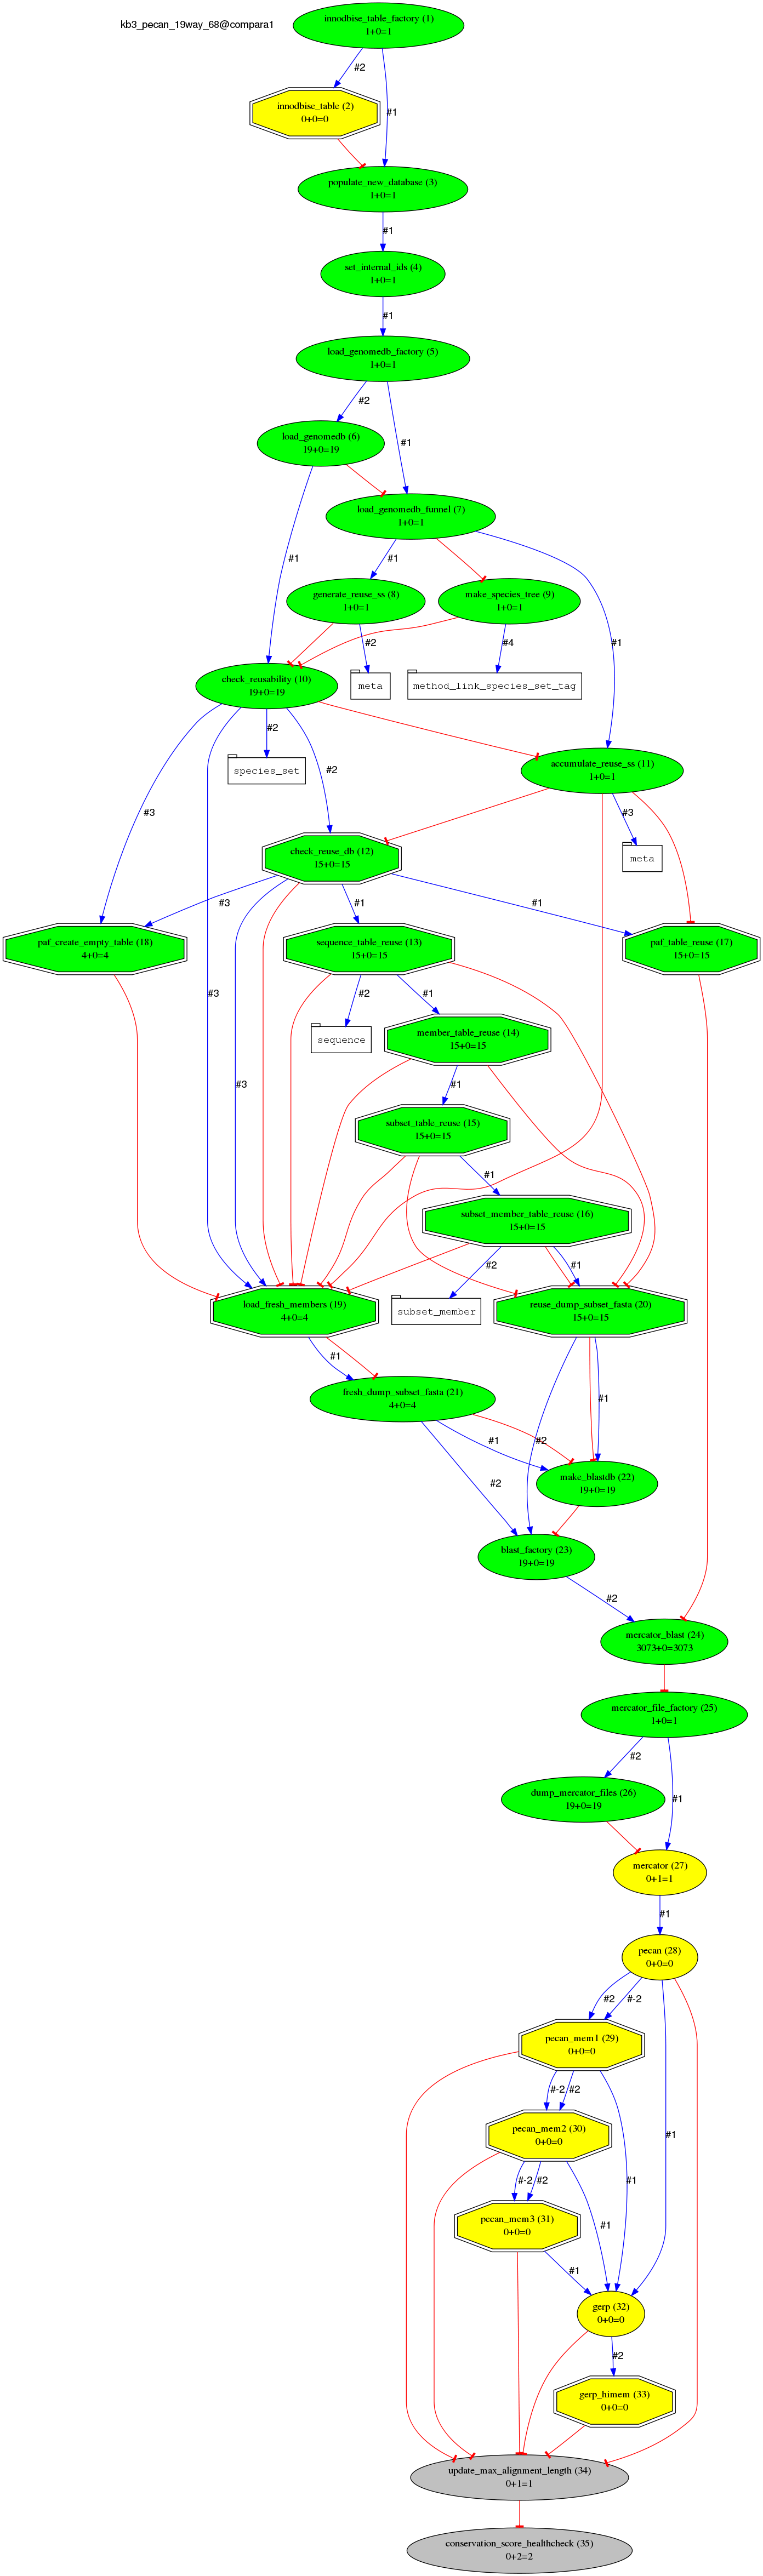 kb3_pecan_19way_68@compara1
innodbise_table_factory (1)
1+0=1
#2
innodbise_table (2)
0+0=0
#1
populate_new_database (3)
1+0=1
#1
set_internal_ids (4)
1+0=1
#1
load_genomedb_factory (5)
1+0=1
#2
load_genomedb (6)
19+0=19
#1
load_genomedb_funnel (7)
1+0=1
#1
#1
generate_reuse_ss (8)
1+0=1
make_species_tree (9)
1+0=1
#2
#4
#1
check_reusability (10)
19+0=19
meta
method_link_species_set_tag
#2
species_set
#2
accumulate_reuse_ss (11)
1+0=1
#3
#3
meta
check_reuse_db (12)
15+0=15
#3
#1
#1
paf_create_empty_table (18)
4+0=4
sequence_table_reuse (13)
15+0=15
paf_table_reuse (17)
15+0=15
#3
#2
#1
sequence
member_table_reuse (14)
15+0=15
#3
#1
subset_table_reuse (15)
15+0=15
#1
subset_member_table_reuse (16)
15+0=15
#2
#1
load_fresh_members (19)
4+0=4
subset_member
reuse_dump_subset_fasta (20)
15+0=15
#1
fresh_dump_subset_fasta (21)
4+0=4
#1
#1
#2
#2
make_blastdb (22)
19+0=19
blast_factory (23)
19+0=19
#2
mercator_blast (24)
3073+0=3073
mercator_file_factory (25)
1+0=1
#2
dump_mercator_files (26)
19+0=19
#1
mercator (27)
0+1=1
#1
pecan (28)
0+0=0
#2
#-2
pecan_mem1 (29)
0+0=0
#-2
#2
pecan_mem2 (30)
0+0=0
#1
#-2
#2
#1
pecan_mem3 (31)
0+0=0
#1
#1
gerp (32)
0+0=0
#2
gerp_himem (33)
0+0=0
update_max_alignment_length (34)
0+1=1
conservation_score_healthcheck (35)
0+2=2